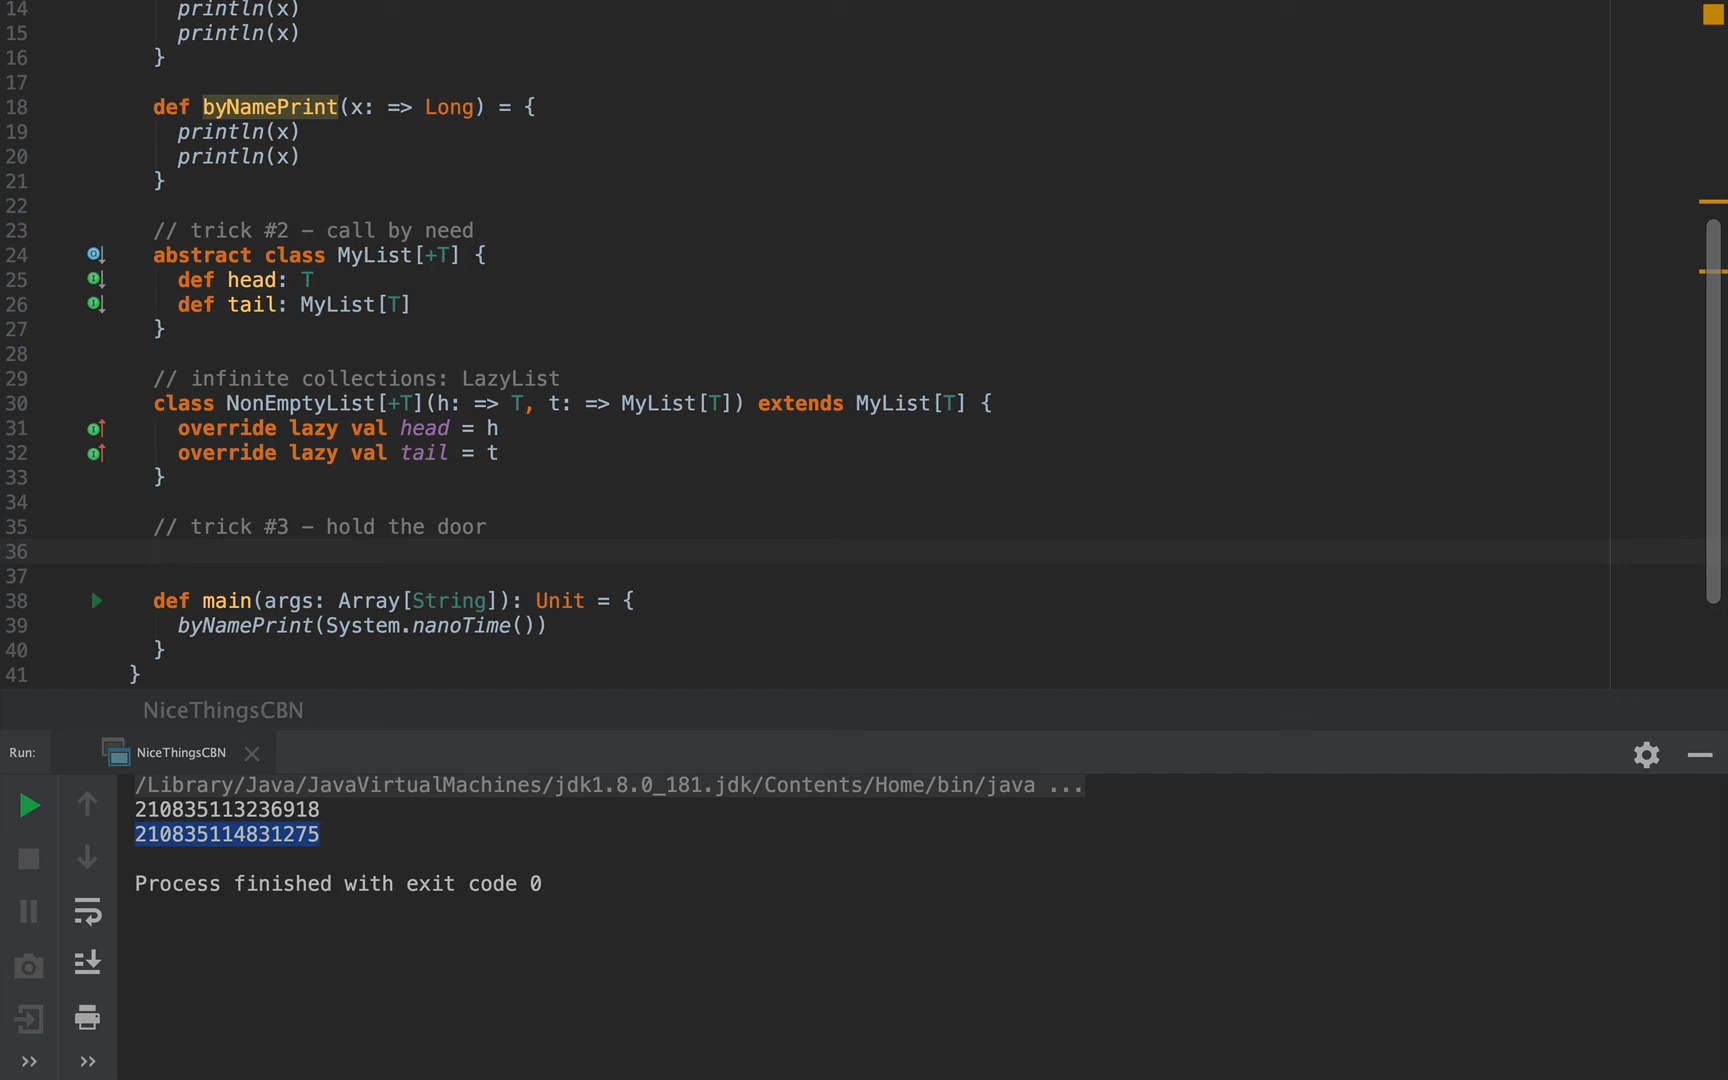 14 println(x)
15 println(x)
16 }
17
18 def byNamePrint(x: => Long) = {
19 println(x)
20 println(x)
21 }
22
23 // trick #2 - call by need
24 abstract class MyList[+T] {
25 def head: T
26 def tail: MyList[T]
27 }
28
29 // infinite collections: LazyList
30 class NonEmptyList[+T](h: => T, t: => MyList[T]) extends MyList[T] {
31 override lazy val head = h
32 override lazy val tail = t
33 }
34
35 // trick #3 - hold the door
36
37
38 def main(args: Array[String]): Unit = {
39 byNamePrint(System.nanoTime())
40 }
41 }
NiceThingsCBN
Run: NiceThingsCBN
/Library/Java/JavaVirtualMachines/jdk1.8.0_181.jdk/Contents/Home/bin/java ...
210835113236918
210835114831275
Process finished with exit code 0